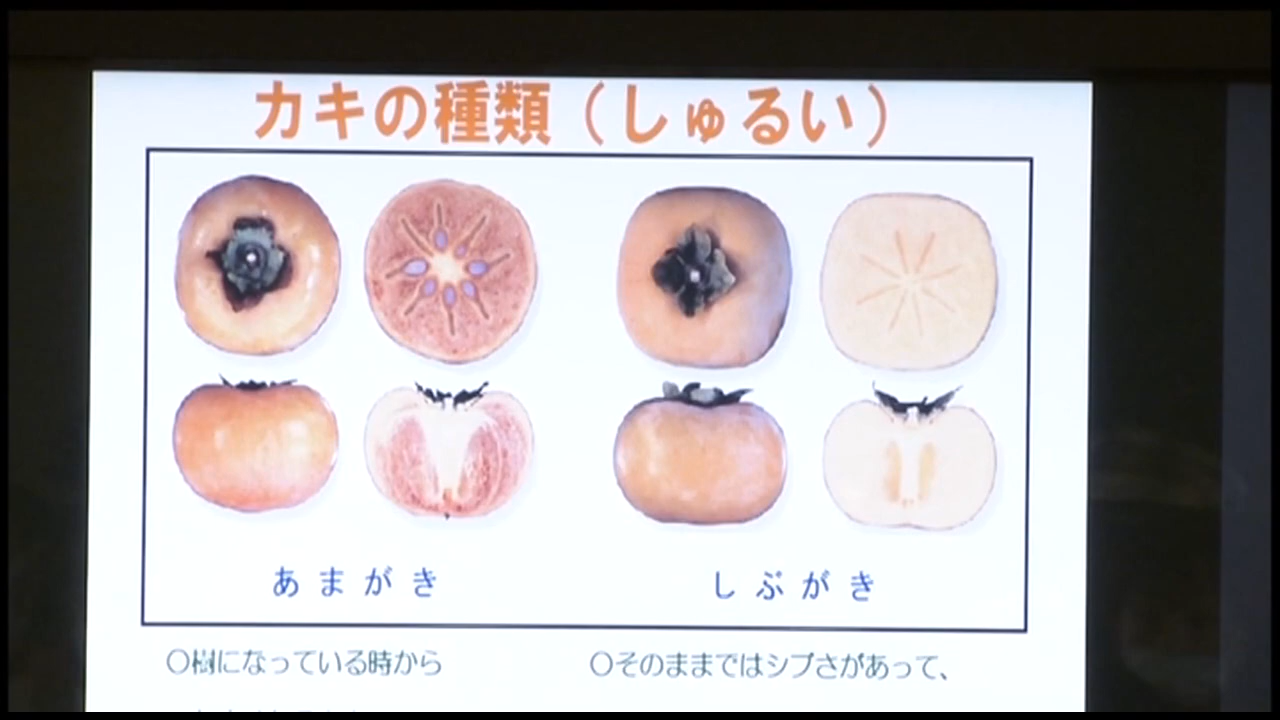 カキの種類（しゅるい）
あまがき
しぶがき
〇樹になっている時から
〇そのままではシブさがあって、